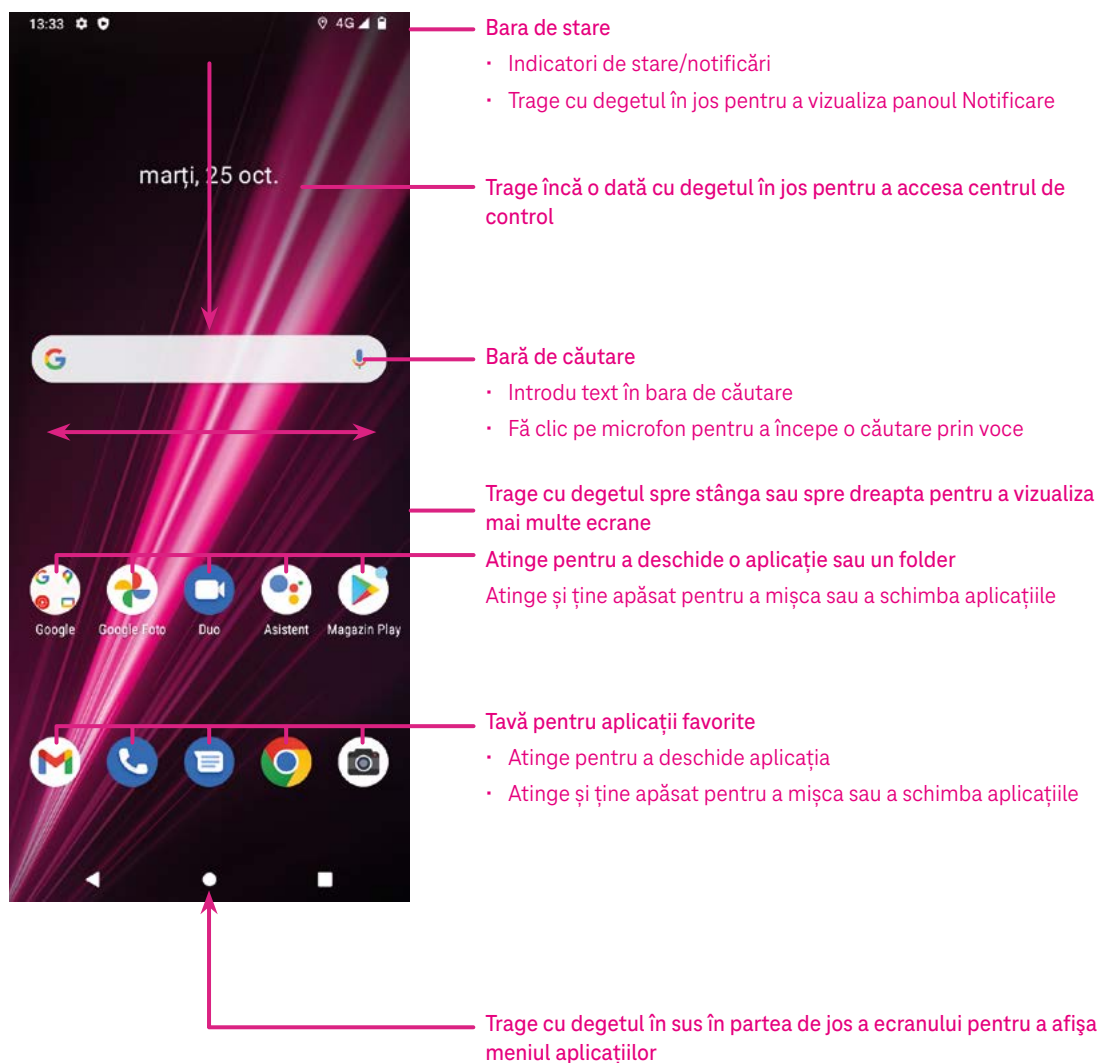 13:33
4G
Bara de stare
· Indicatori de stare/notificări
· Trage cu degetul în jos pentru a vizualiza panoul Notificare
marți, 25 oct.
Trage încă o dată cu degetul în jos pentru a accesa centrul de
control
Bară de căutare
· Introdu text în bara de căutare
· Fă clic pe microfon pentru a începe o căutare prin voce
Trage cu degetul spre stânga sau spre dreapta pentru a vizualiza
mai multe ecrane
Atinge pentru a deschide o aplicație sau un folder
Atinge și ține apăsat pentru a mișca sau a schimba aplicațiile
Google
Google Foto
Duo
Asistent
Magazin Play
Tavă pentru aplicații favorite
· Atinge pentru a deschide aplicația
· Atinge și ține apăsat pentru a mișca sau a schimba aplicațiile
Trage cu degetul în sus în partea de jos a ecranului pentru a afişa
meniul aplicațiilor